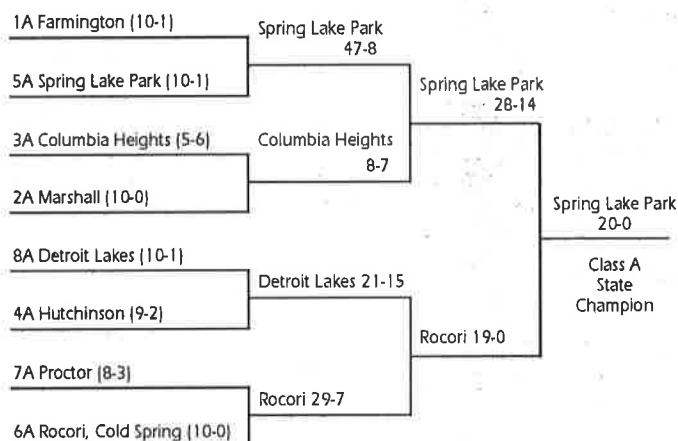 1A Farmington (10-1)
5A Spring Lake Park (10-1)
3A Columbia Heights (5-6)
2A Marshall (10-0)
8A Detroit Lakes (10-1)
4A Hutchinson (9-2)
7A Proctor (8-3)
6A Rocori, Cold Spring (10-0)
Spring Lake Park
47-8
Columbia Heights
8-7
Detroit Lakes 21-15
Rocori 29-7
Spring Lake Park
28-14
Rocori 19-0
Spring Lake Park
20-0
Class A
State
Champion